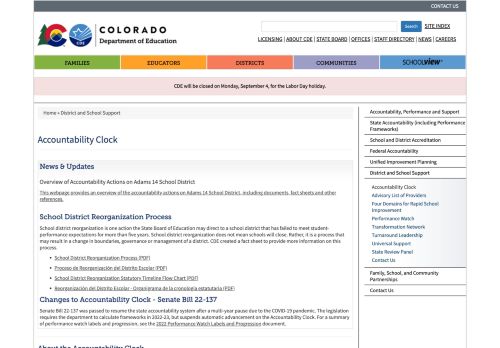 CONTACT US
COLORADO
Department of Education
CDE
Search
SITE INDEX
LICENSING | ABOUT CDE | STATE BOARD | OFFICES | STAFF DIRECTORY | NEWS | CAREERS
FAMILIES
EDUCATORS
DISTRICTS
COMMUNITIES
SCHOOLVIEW
CDE will be closed on Monday, September 4, for the Labor Day holiday.
Home » District and School Support
Accountability Clock
News & Updates
Overview of Accountability Actions on Adams 14 School District
This webpage provides an overview of the accountability actions on Adams 14 School District, including documents, fact sheets and other
references.
School District Reorganization Process
School district reorganization is one action the State Board of Education may direct to a school district that has failed to meet student-
performance expectations for more than five years. School district reorganization does not mean schools will close. Rather, it is a process that
may result in a change in boundaries, governance or management of a district. CDE created a fact sheet to provide more information on this
process.
• School District Reorganization Process (PDF)
• Proceso de Reorganización del Distrito Escolar (PDF)
• School District Reorganization Statutory Timeline Flow Chart (PDF)
• Reorganización del Distrito Escolar - Organigrama de la cronología estatutaria (PDF)
Changes to Accountability Clock - Senate Bill 22-137
Senate Bill 22-137 was passed to resume the state accountability system after a multi-year pause due to the COVID-19 pandemic. The legislation
requires the department to calculate frameworks in 2022-23, but suspends automatic advancement on the Accountability Clock. For a summary
of performance watch labels and progression, see the 2022 Performance Watch Labels and Progression document.
About the Accountability Clock
Accountability, Performance and Support
State Accountability (including Performance
Frameworks)
School and District Accreditation
Federal Accountability
Unified Improvement Planning
District and School Support
Accountability Clock
Advisory List of Providers
Four Domains for Rapid School
Improvement
Performance Watch
Transformation Network
Turnaround Leadership
Universal Support
State Review Panel
Contact Us
Family, School, and Community
Partnerships
Contact Us